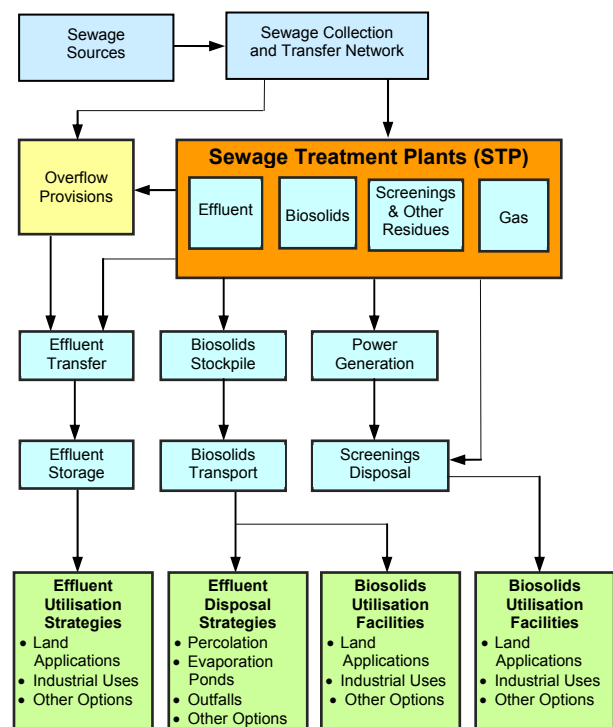 Sewage
Sources
Sewage Collection
and Transfer Network
Overflow
Provisions
Sewage Treatment Plants (STP)
Effluent
Biosolids
Screenings
& Other
Residues
Gas
Effluent
Transfer
Biosolids
Stockpile
Power
Generation
Effluent
Storage
Biosolids
Transport
Screenings
Disposal
Effluent
Utilisation
Strategies
• Land
Applications
• Industrial Uses
• Other Options
Effluent
Disposal
Strategies
• Percolation
• Evaporation
Ponds
• Outfalls
• Other Options
Biosolids
Utilisation
Facilities
• Land
Applications
• Industrial Uses
• Other Options
Biosolids
Utilisation
Facilities
• Land
Applications
• Industrial Uses
• Other Options